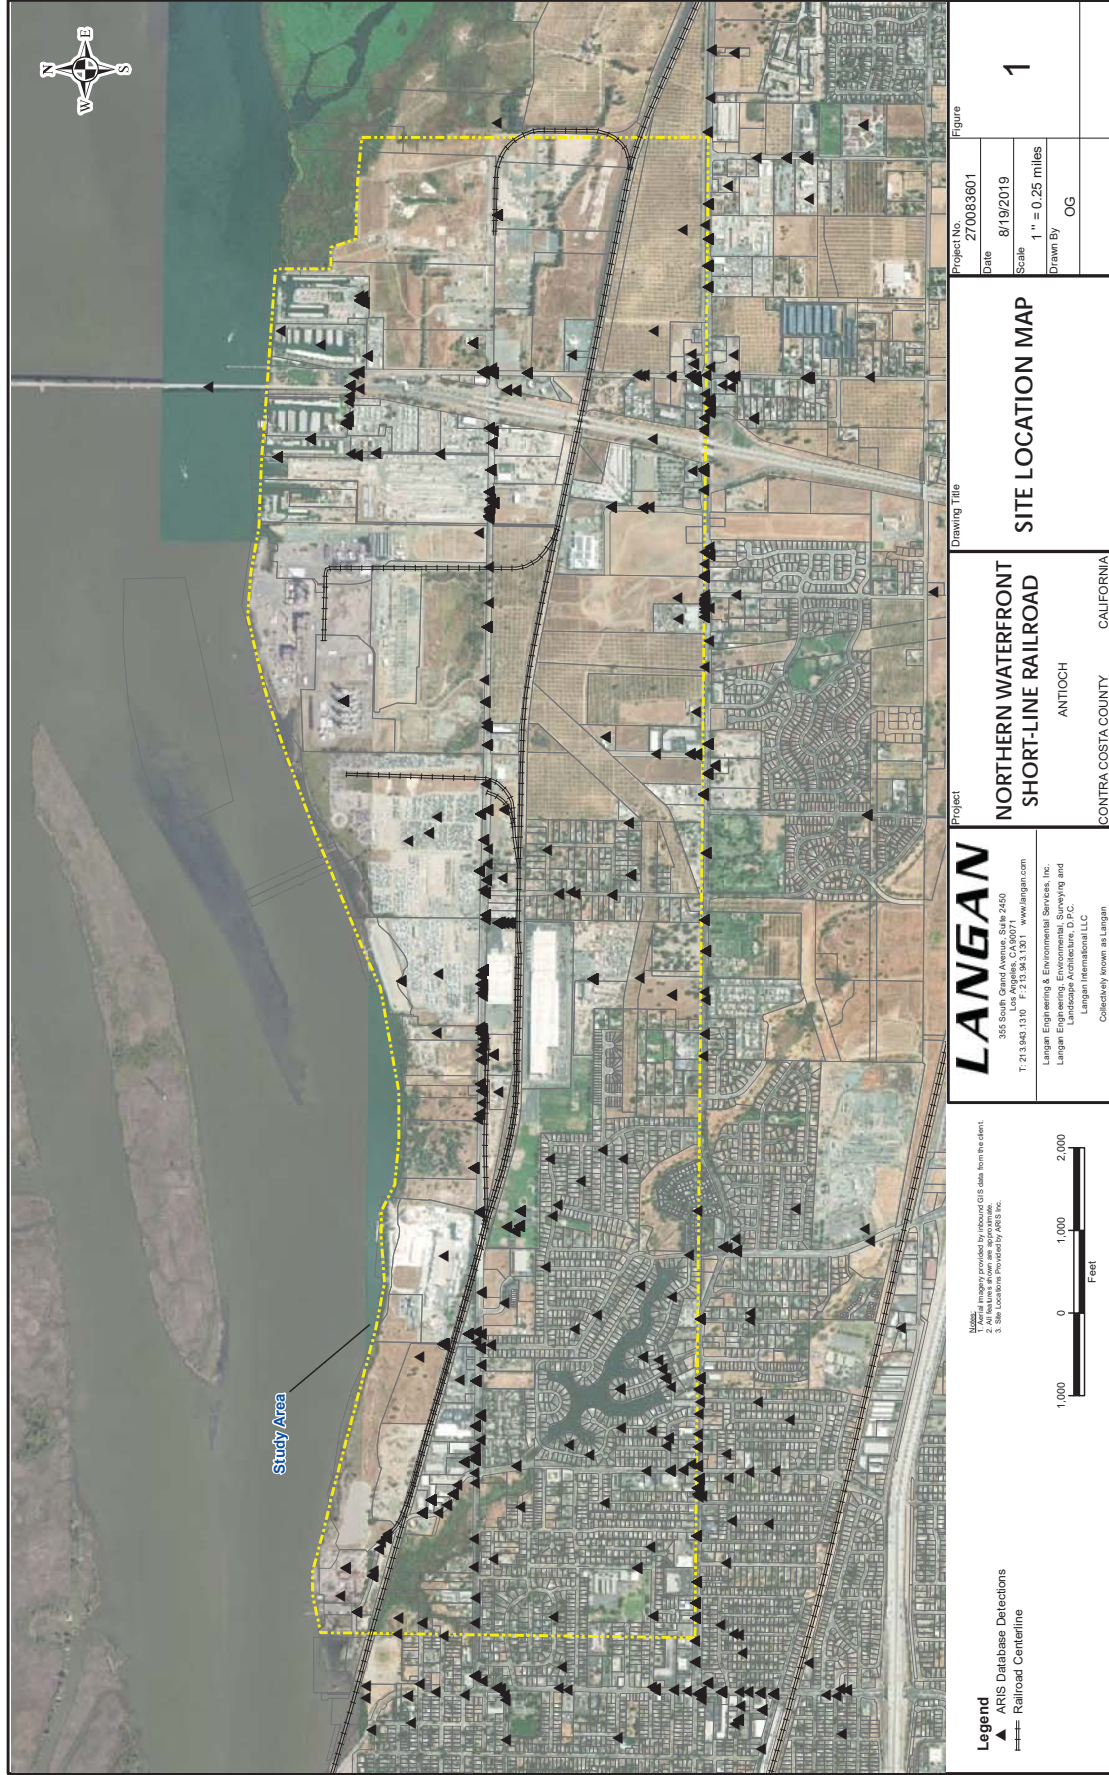 N
E
W
S
Study Area
Legend
ARIS Database Detections
Railroad Centerline
Notes:
1. Aerial imagery provided by inbound GIS data from the client.
2. All features shown are approximate.
3. Site Locations Provided by ARIS Inc.
1,000
0
1,000
2,000
Feet
LANGAN
355 South Grand Avenue, Suite 2450
Los Angeles, CA 90071
T: 213.943.1310 F: 213.943.1301 www.langan.com
Langan Engineering & Environmental Services, Inc.
Langan Engineering, Environmental, Surveying and
Landscape Architecture, D.P.C.
Langan International LLC
Collectively known as Langan
Project
NORTHERN WATERFRONT
SHORT-LINE RAILROAD
ANTIOCH
CONTRA COSTA COUNTY CALIFORNIA
Drawing Title
SITE LOCATION MAP
Project No.
270083601
Date
8/19/2019
Scale
1 " = 0.25 miles
Drawn By
OG
Figure
1